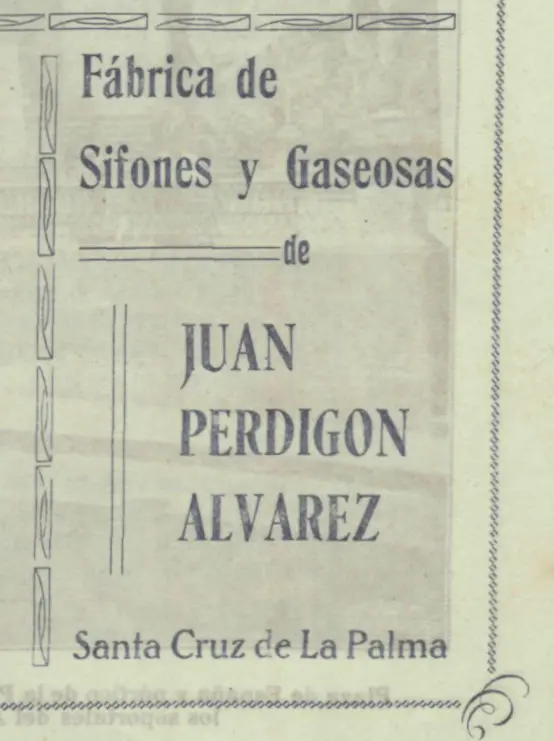 Fábrica de
Sifones y Gaseosas
de
JUAN
PERDIGON
ALVAREZ
Santa Cruz de La Palma